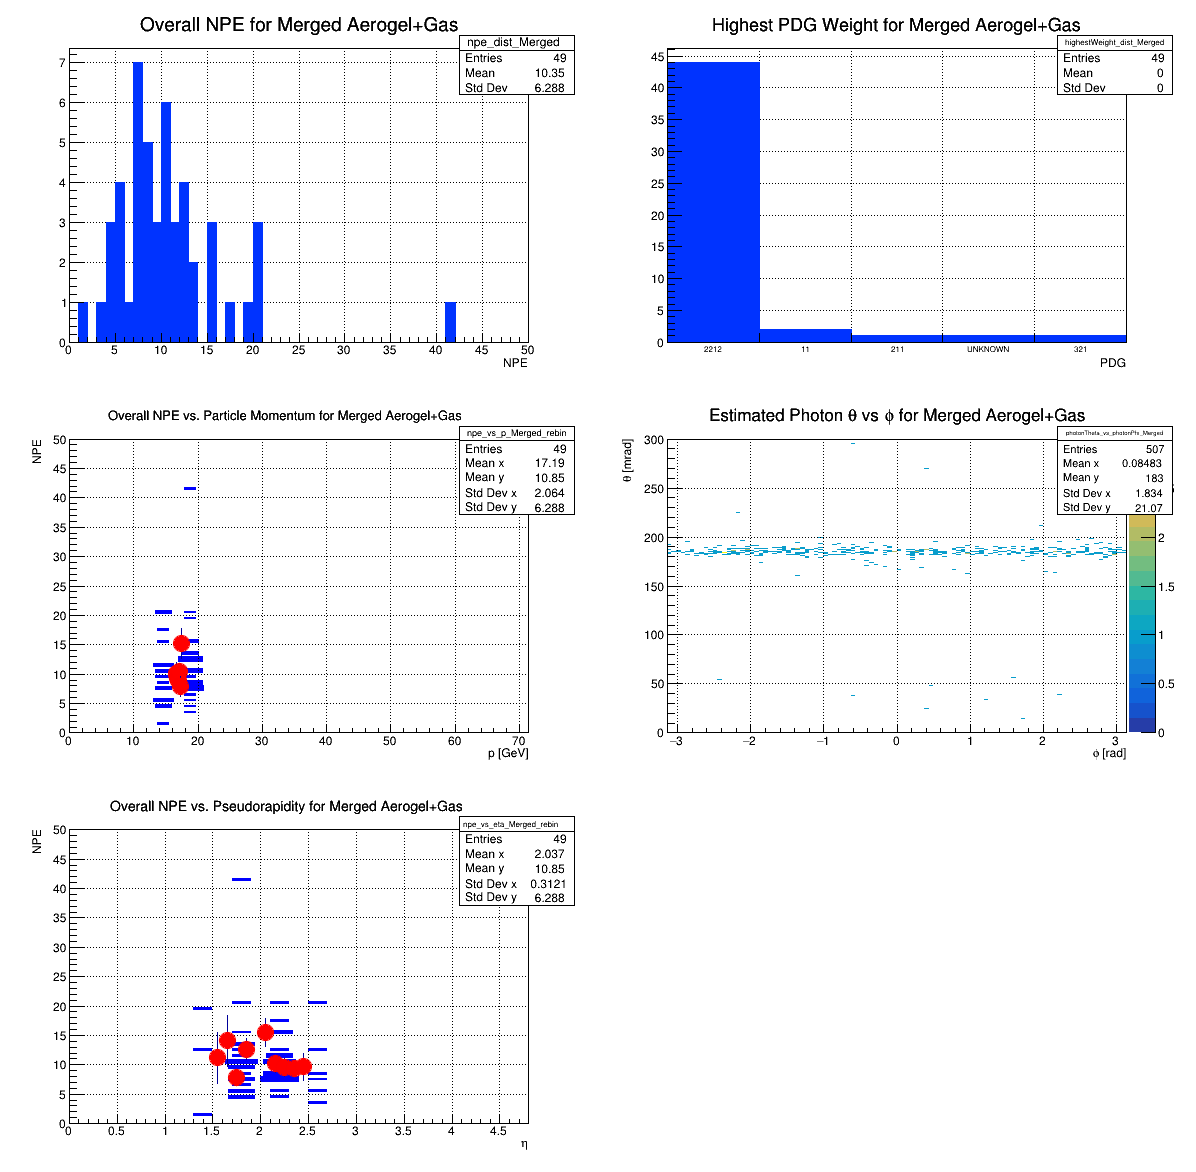 Overall NPE for Merged Aerogel+Gas
npe_dist_Merged
Entries 49
Mean 10.35
Std Dev 6.288
7
6
5
4
3
2
1
0
0 5 10 15 20 25 30 35 40 45 50
NPE
Highest PDG Weight for Merged Aerogel+Gas
highestWeight_dist_Merged
Entries 49
Mean 0
Std Dev 0
45
40
35
30
25
20
15
10
5
0
2212 11 211 UNKNOWN 321
PDG
Overall NPE vs. Particle Momentum for Merged Aerogel+Gas
npe_vs_p_Merged_rebin
Entries 49
Mean x 17.19
Mean y 10.85
Std Dev x 2.064
Std Dev y 6.288
NPE
50
45
40
35
30
25
20
15
10
5
0
0 10 20 30 40 50 60 70
p [GeV]
Estimated Photon θ vs ϕ for Merged Aerogel+Gas
photonTheta_vs_photonPhi_Merged
Entries 507
Mean x 0.08483
Mean y 183
Std Dev x 1.834
Std Dev y 21.07
θ [mrad]
300
250
200
150
100
50
0
−3 −2 −1 0 1 2 3
ϕ [rad]
2
1.5
1
0.5
0
Overall NPE vs. Pseudorapidity for Merged Aerogel+Gas
npe_vs_eta_Merged_rebin
Entries 49
Mean x 2.037
Mean y 10.85
Std Dev x 0.3121
Std Dev y 6.288
NPE
50
45
40
35
30
25
20
15
10
5
0
0 0.5 1 1.5 2 2.5 3 3.5 4 4.5
η